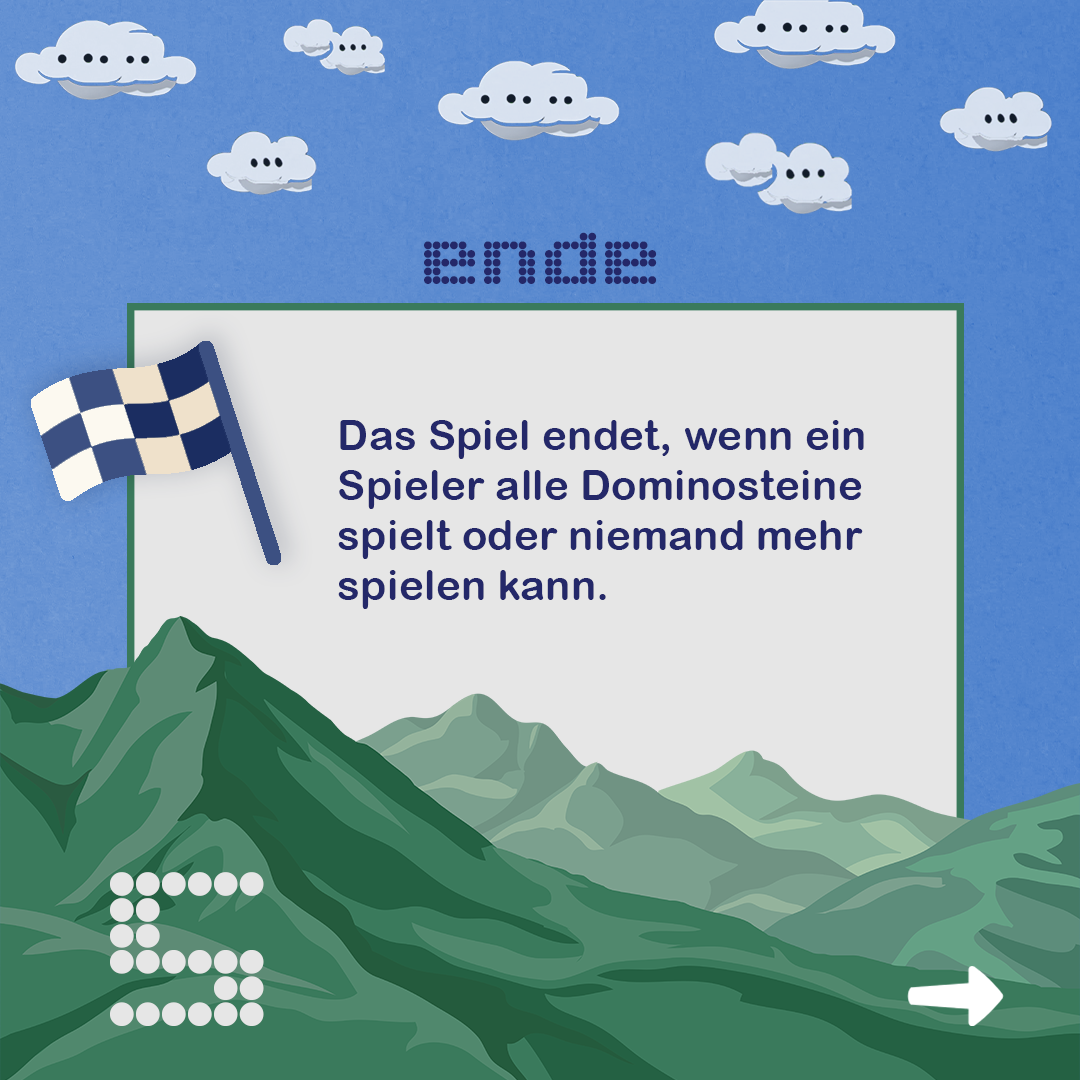 ende
Das Spiel endet, wenn ein
Spieler alle Dominosteine
spielt oder niemand mehr
spielen kann.
5